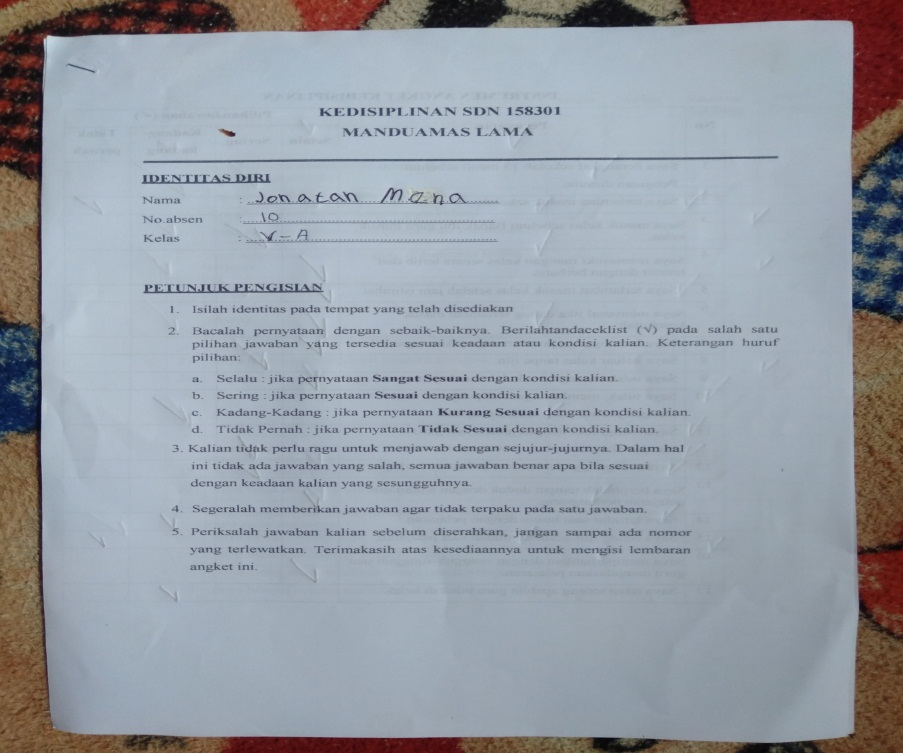 KEDISIPLINAN SDN 158301
MANDUAMAS LAMA
IDENTITAS DIRI
Nama : Jonatan Mana
No.absen : 10
Kelas : V-A
PETUNJUK PENGISIAN
1. Isilah identitas pada tempat yang telah disediakan
2. Bacalah pernyataan dengan sebaik-baiknya. Berilahtandaceklist (√) pada salah satu
pilihan jawaban yang tersedia sesuai keadaan atau kondisi kalian. Keterangan huruf
pilihan:
a. Selalu : jika pernyataan Sangat Sesuai dengan kondisi kalian.
b. Sering : jika pernyataan Sesuai dengan kondisi kalian.
c. Kadang-Kadang : jika pernyataan Kurang Sesuai dengan kondisi kalian.
d. Tidak Pernah : jika pernyataan Tidak Sesuai dengan kondisi kalian.
3. Kalian tidak perlu ragu untuk menjawab dengan sejujur-jujurnya. Dalam hal
ini tidak ada jawaban yang salah, semua jawaban benar apa bila sesuai
dengan keadaan kalian yang sesungguhnya.
4. Segeralah memberikan jawaban agar tidak terpaku pada satu jawaban.
5. Periksalah jawaban kalian sebelum diserahkan, jangan sampai ada nomor
yang terlewatkan. Terimakasih atas kesediaannya untuk mengisi lembaran
angket ini.